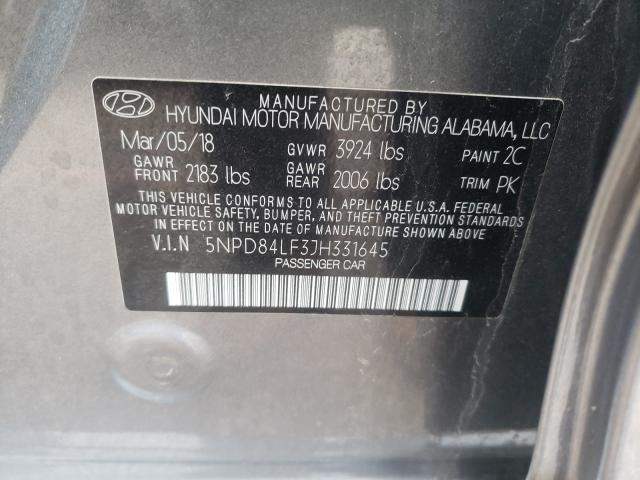 MANUFACTURED BY
HYUNDAI MOTOR MANUFACTURING ALABAMA, LLC
Mar/05/18 GVWR 3924 lbs PAINT 2C
GAWR FRONT 2183 lbs GAWR REAR 2006 lbs TRIM PK
THIS VEHICLE CONFORMS TO ALL APPLICABLE U.S.A. FEDERAL
MOTOR VEHICLE SAFETY, BUMPER, AND THEFT PREVENTION STANDARDS
IN EFFECT ON THE DATE OF MANUFACTURE SHOWN ABOVE
V.I.N 5NPD84LF3JH331645
PASSENGER CAR